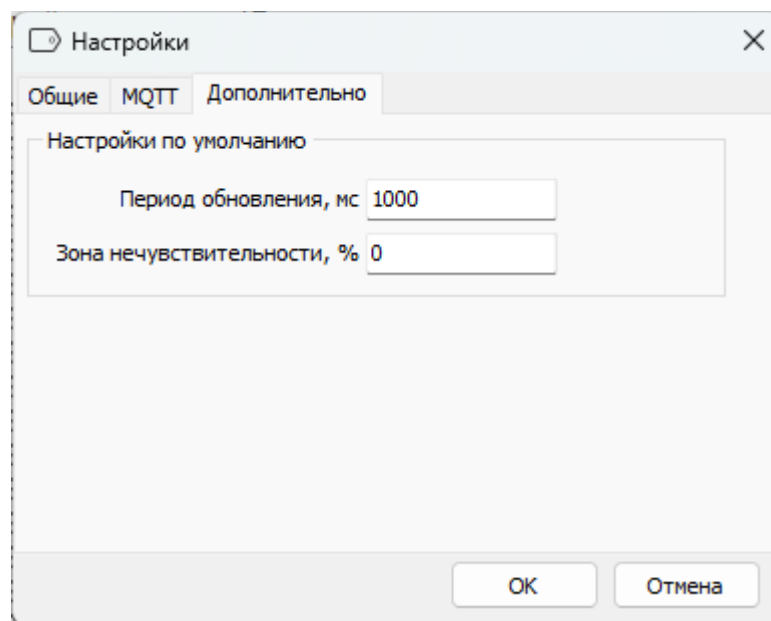 Настройки
Общие MQTT Дополнительно
Настройки по умолчанию
Период обновления, мс 1000
Зона нечувствительности, % 0
OK Отмена